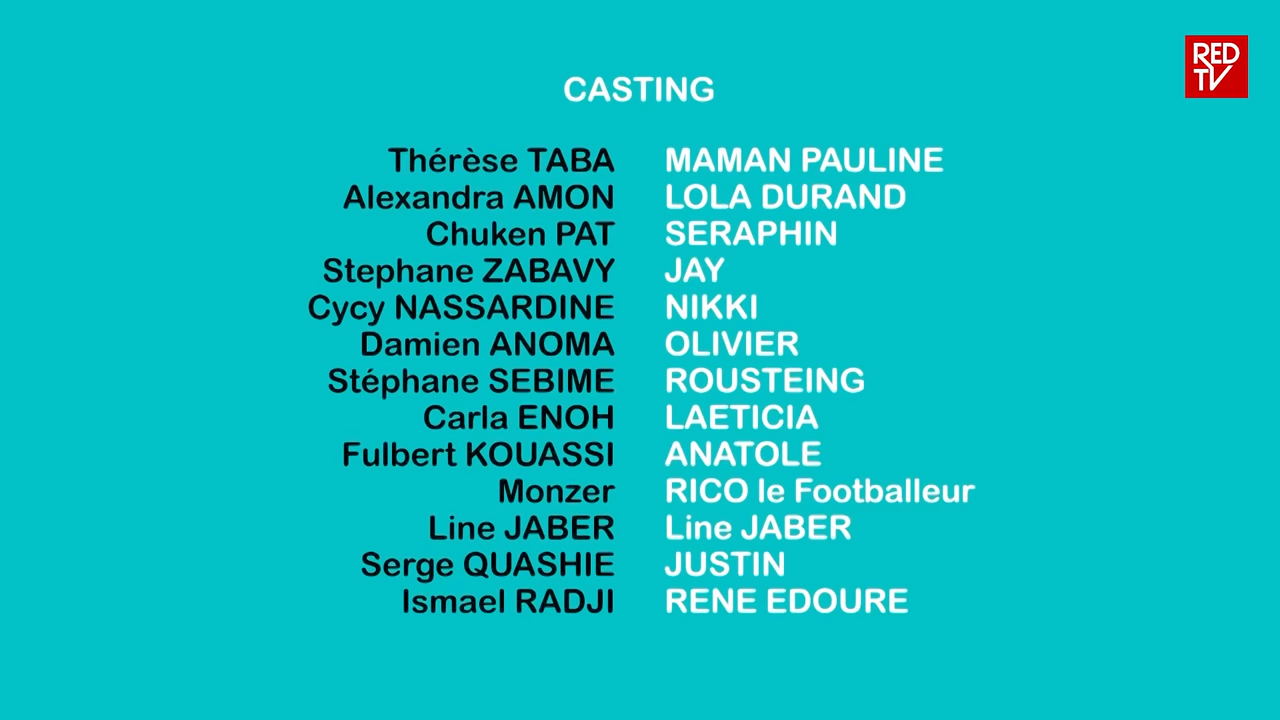 RED
TV
CASTING
Thérèse TABA MAMAN PAULINE
Alexandra AMON LOLA DURAND
Chuken PAT SERAPHIN
Stephane ZABAVY JAY
Cycy NASSARDINE NIKKI
Damien ANOMA OLIVIER
Stéphane SEBIME ROUSTEING
Carla ENOH LAETICIA
Fulbert KOUASSI ANATOLE
Monzer RICO le Footballeur
Line JABER Line JABER
Serge QUASHIE JUSTIN
Ismael RADJI RENE EDOURE